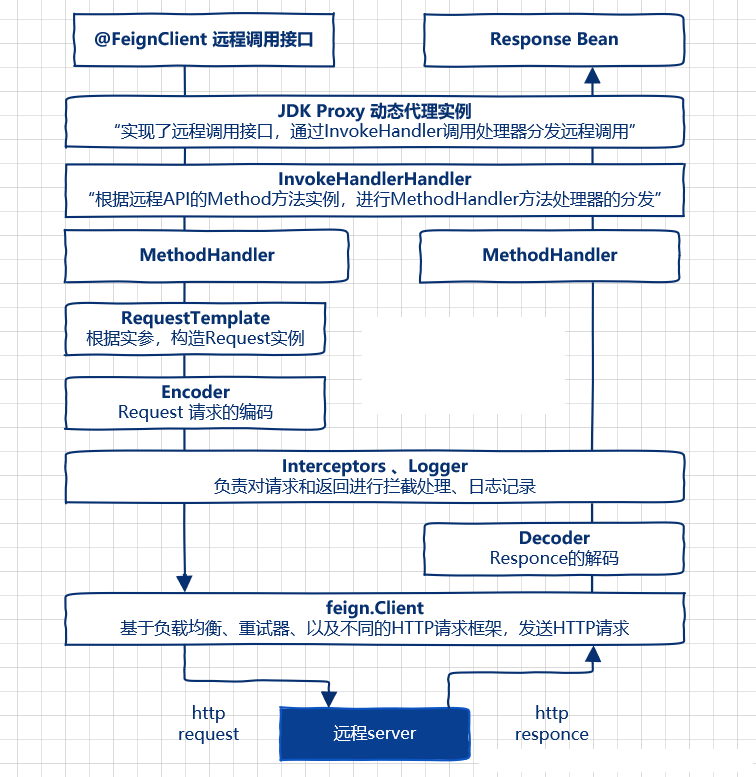 @FeignClient 远程调用接口
Response Bean
JDK Proxy 动态代理实例
“实现了远程调用接口，通过InvokeHandler调用处理器分发远程调用”
InvokeHandlerHandler
“根据远程API的Method方法实例，进行MethodHandler方法处理器的分发”
MethodHandler
MethodHandler
RequestTemplate
根据实参，构造Request实例
Encoder
Request 请求的编码
Interceptors 、Logger
负责对请求和返回进行拦截处理、日志记录
Decoder
Responce的解码
feign.Client
基于负载均衡、重试器、以及不同的HTTP请求框架，发送HTTP请求
http
request
远程server
http
responce